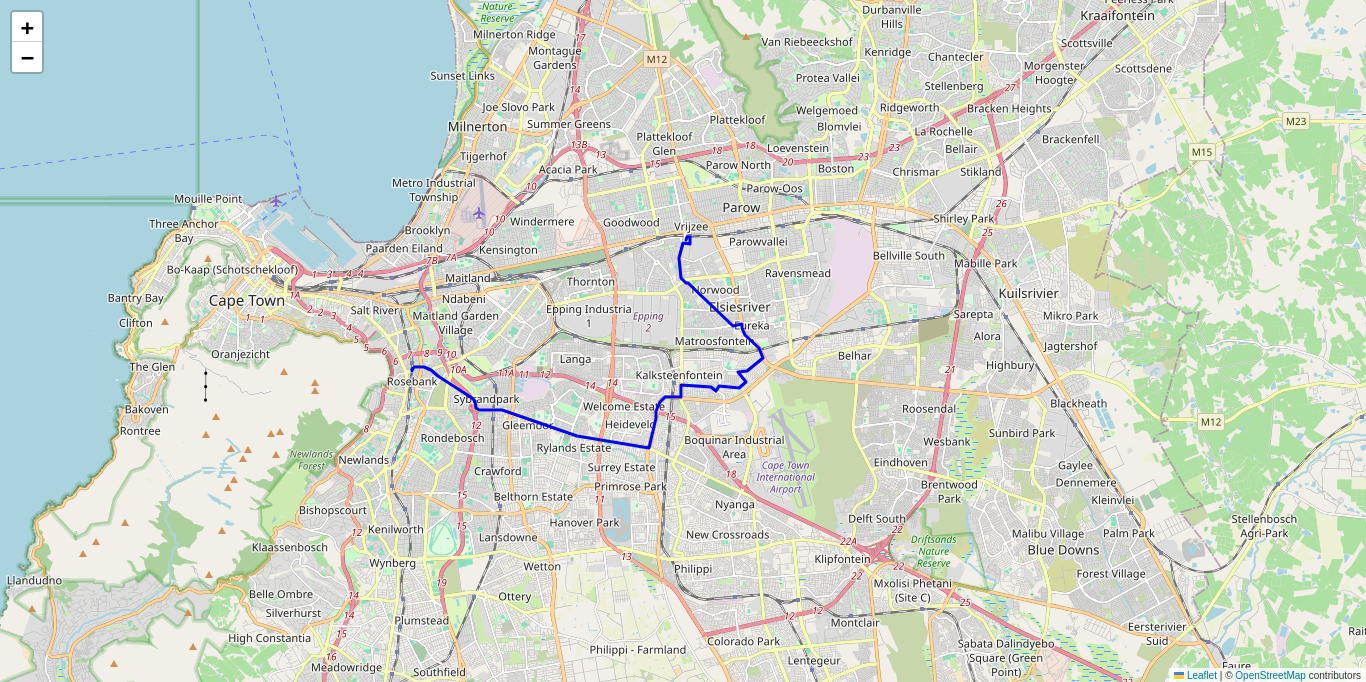 +
−
Nature
Reserve
Milnerton Ridge
Montague
Gardens
Sunset Links
Joe Slovo Park
Summer Greens
Milnerton
Tijgerhof
Acacia Park
Metro Industrial
Township
Brooklyn
Paarden Eiland
Windermere
Kensington
Goodwood
Vrijzee
M12
Van Riebeeckshof
Durbanville
Hills
Kenridge
Kraaifontein
Scottsville
Scottsdene
Chantecler
Morgenster
Hoogte
Protea Vallei
Stellenberg
Bracken Heights
Ridgeworth
Welgemoed
Blomvlei
Plattekloof
Plattekloof
Glen
La Rochelle
Bellair
Brackenfell
Loevenstein
Parow North
Boston
Chrismar
Stikland
Parow-Oos
Parow
M23
M15
Shirley Park
Mabille Park
Bellville South
Parowvallei
Ravensmead
Kuilsrivier
Mikro Park
Sarepta
Alora
Jagtershof
Highbury
Belhar
Mouille Point
Three Anchor
Bay
Bo-Kaap (Schotschekloof)
Cape Town
Bantry Bay
Clifton
Oranjezicht
The Glen
Bakoven
Rontree
Salt River
Maitland
Ndabeni
Maitland Garden
Village
Thornton
Epping Industria
1
Epping
2
Norwood
Elsiesriver
Eureka
Matroosfontein
Langa
Kalksteenfontein
Rosebank
Sybrandpark
Welcome Estate
Heideveld
Gleemoor
Rylands Estate
Rondebosch
Newlands
Newlands
Forest
Crawford
Surrey Estate
Primrose Park
Belthorn Estate
Bishopscourt
Hanover Park
Kenilworth
Lansdowne
Klaassenbosch
Wynberg
Wetton
Llandudno
Belle Ombre
Silverhurst
Ottery
Plumstead
High Constantia
Meadowridge
Southfield
Philippi - Farmland
Philippi
New Crossroads
Nyanga
Boquinar Industrial
Area
Cape Town
International
Airport
Roosendal
Wesbank
Blackheath
M12
Sunbird Park
Eindhoven
Gaylee
Dennemere
Brentwood
Park
Kleinvlei
Delft South
Malibu Village
Palm Park
Stellenbosch
Agri-Park
Blue Downs
Driftsands
Nature
Reserve
Klipfontein
Forest Village
Mxolisi Phetani
(Site C)
Montclair
Colorado Park
Lentegeur
Eersterivier
Suid
Sabata Dalindyebo
Square (Green
Point)
Faure
Leaflet | © OpenStreetMap contributors